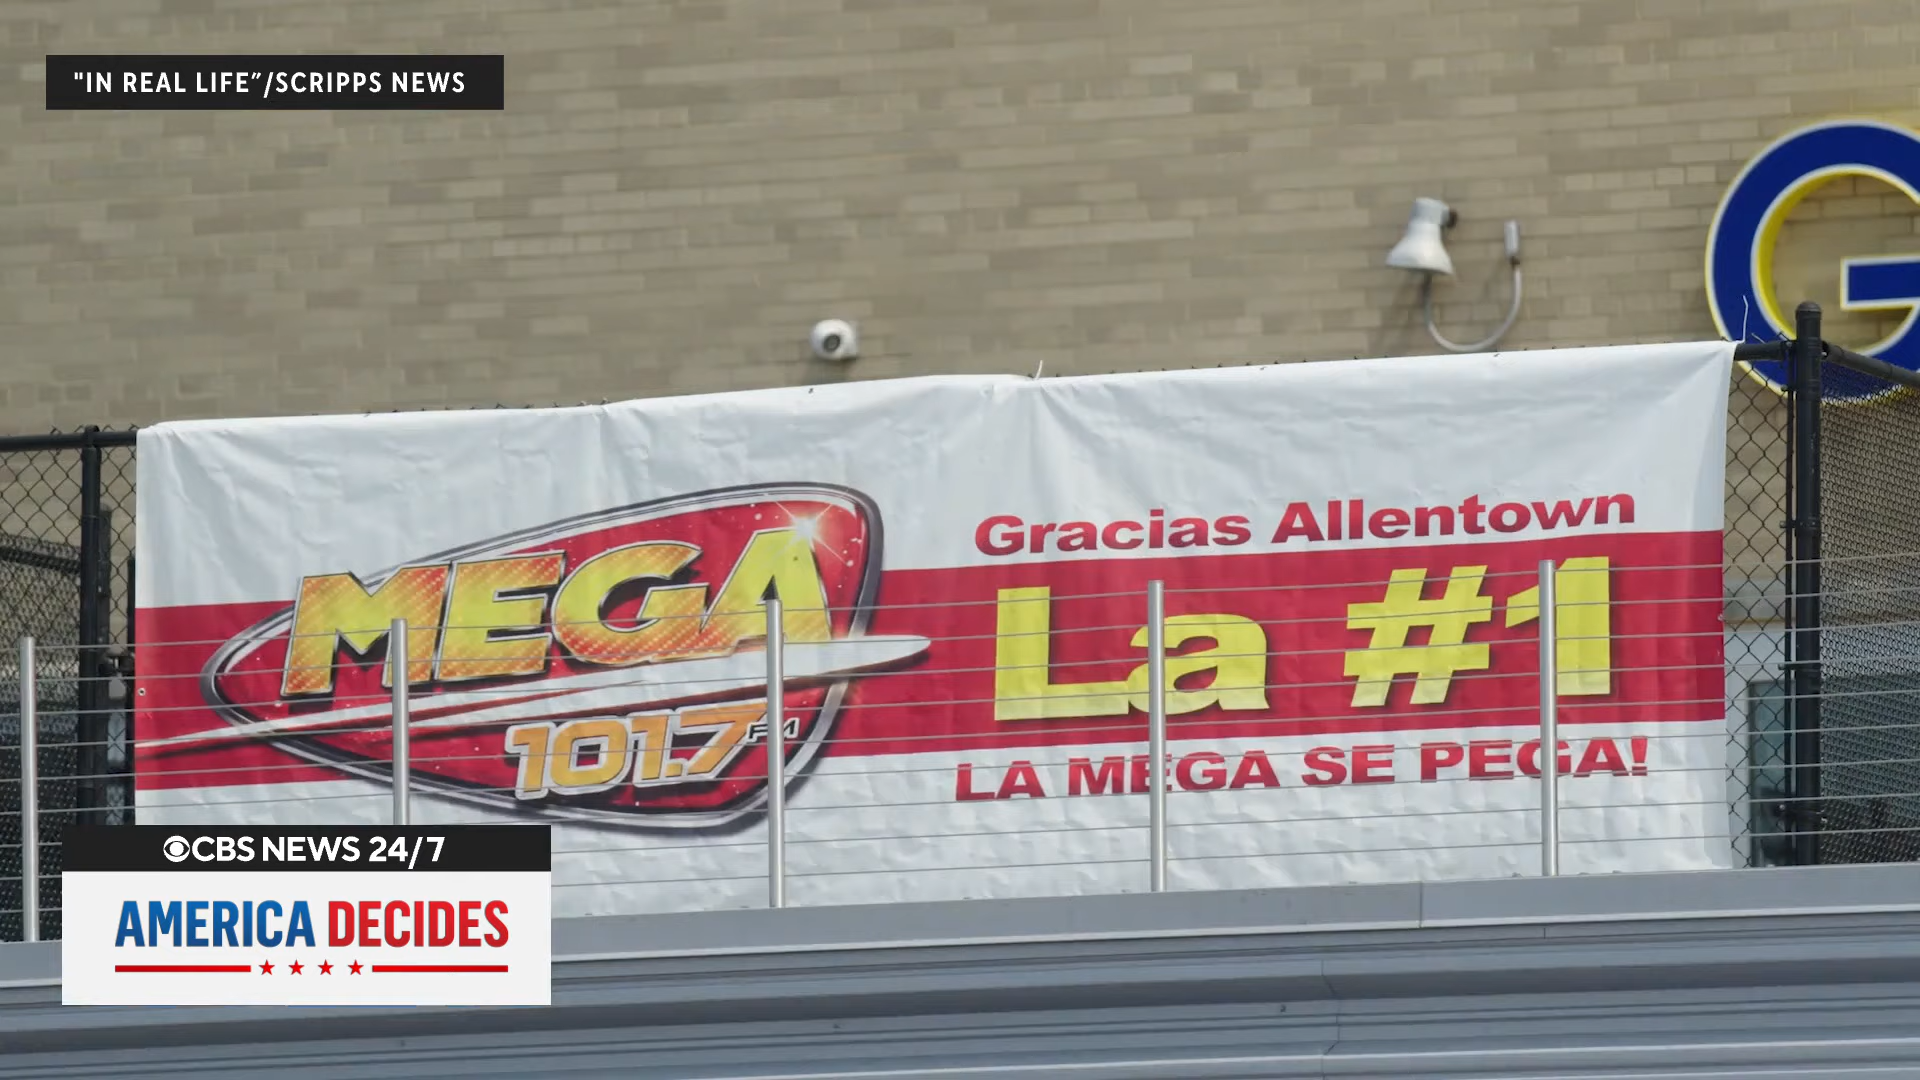 "IN REAL LIFE"/SCRIPPS NEWS
G
Gracias Allentown
MEGA
La #1
101.7 FM
LA MEGA SE PEGA!
CBS NEWS 24/7
AMERICA DECIDES